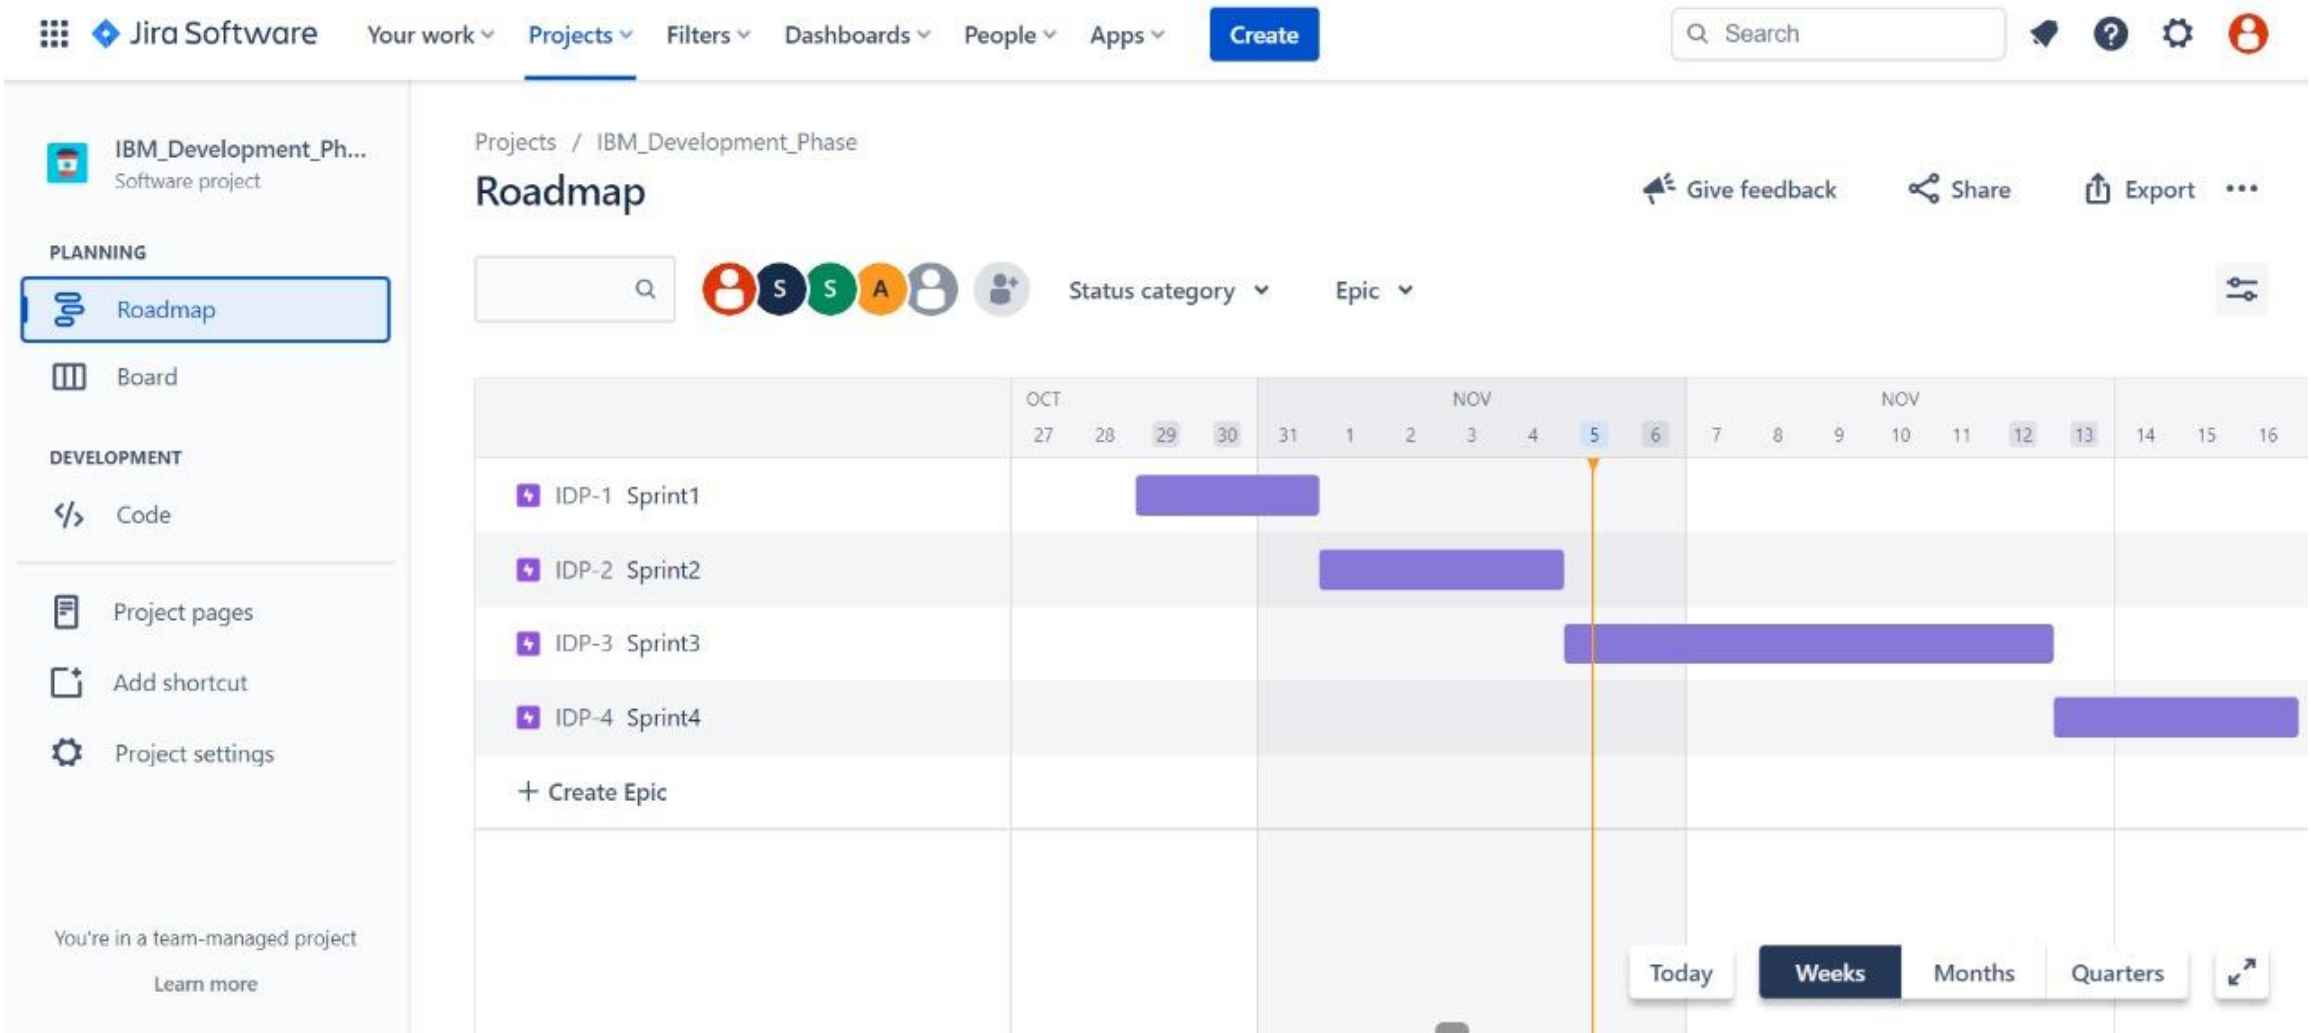 Jira Software Your work Projects Filters Dashboards People Apps Create Search
IBM_Development_Ph...
Software project
PLANNING
Roadmap
Board
DEVELOPMENT
Code
Project pages
Add shortcut
Project settings
You're in a team-managed project
Learn more
Projects / IBM_Development_Phase
Roadmap
Give feedback Share Export
S S A Status category Epic
OCT NOV NOV
27 28 29 30 31 1 2 3 4 5 6 7 8 9 10 11 12 13 14 15 16
IDP-1 Sprint1
IDP-2 Sprint2
IDP-3 Sprint3
IDP-4 Sprint4
+ Create Epic
Today Weeks Months Quarters